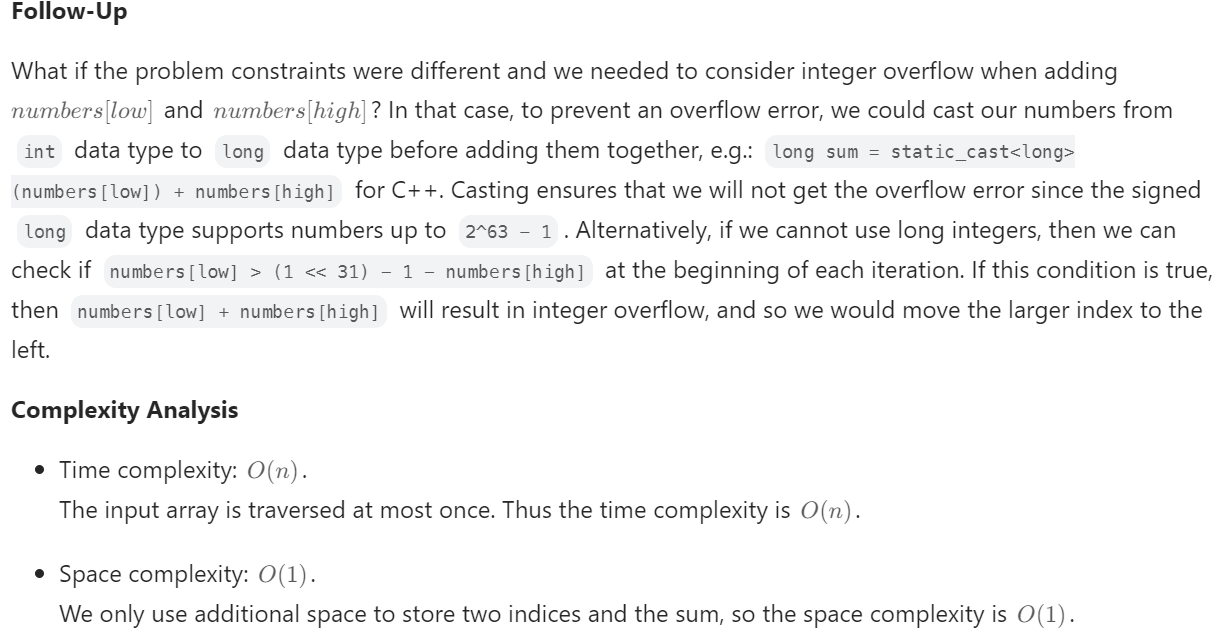 Follow-Up
What if the problem constraints were different and we needed to consider integer overflow when adding
numbers[low] and numbers[high]? In that case, to prevent an overflow error, we could cast our numbers from
int data type to long data type before adding them together, e.g.: long sum = static_cast<long>
(numbers[low]) + numbers[high] for C++. Casting ensures that we will not get the overflow error since the signed
long data type supports numbers up to 2^63 - 1. Alternatively, if we cannot use long integers, then we can
check if numbers[low] > (1 << 31) - 1 - numbers[high] at the beginning of each iteration. If this condition is true,
then numbers[low] + numbers[high] will result in integer overflow, and so we would move the larger index to the
left.
Complexity Analysis
• Time complexity: O(n).
The input array is traversed at most once. Thus the time complexity is O(n).
• Space complexity: O(1).
We only use additional space to store two indices and the sum, so the space complexity is O(1).